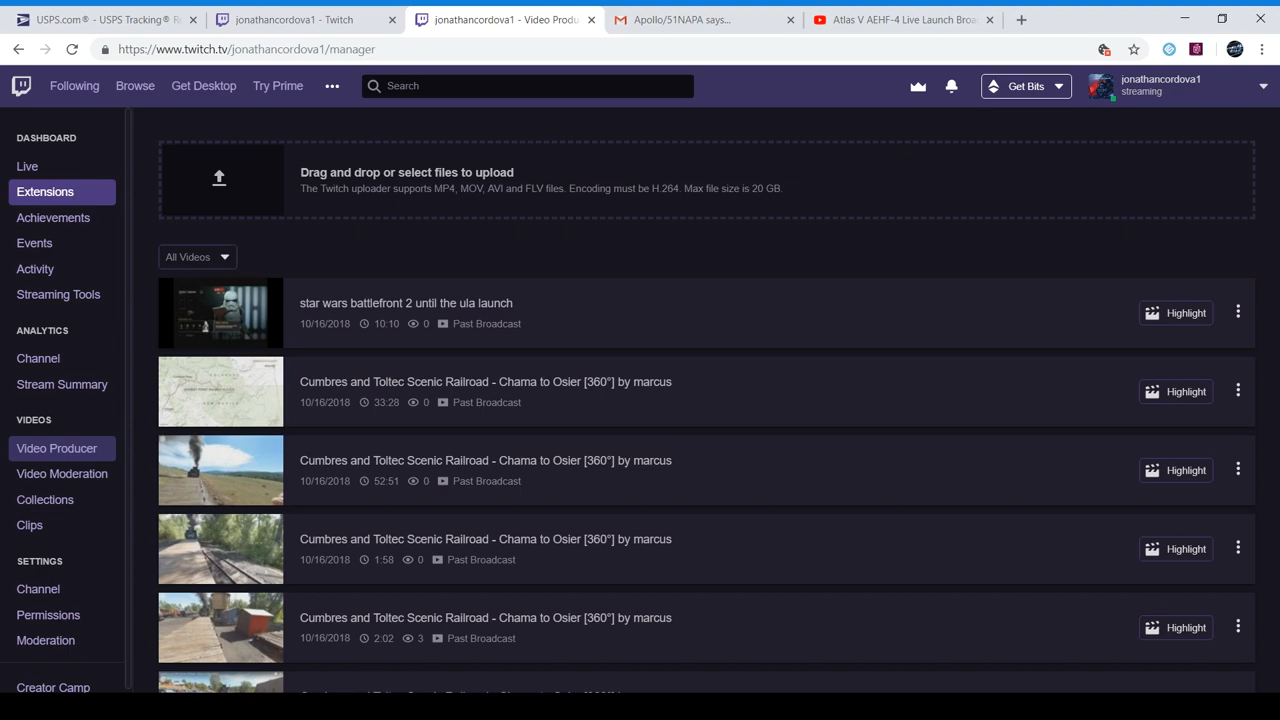 USPS.com® - USPS Tracking® R
jonathancordova1 - Twitch
jonathancordova1 - Video Produ
Apollo/51NAPA says...
Atlas V AEHF-4 Live Launch Broa
https://www.twitch.tv/jonathancordova1/manager
Following Browse Get Desktop Try Prime Search Get Bits jonathancordova1
streaming
DASHBOARD
Live
Extensions
Achievements
Events
Activity
Streaming Tools
ANALYTICS
Channel
Stream Summary
VIDEOS
Video Producer
Video Moderation
Collections
Clips
SETTINGS
Channel
Permissions
Moderation
Creator Camp
Drag and drop or select files to upload
The Twitch uploader supports MP4, MOV, AVI and FLV files. Encoding must be H.264. Max file size is 20 GB.
All Videos
star wars battlefront 2 until the ula launch
10/16/2018 10:10 0 Past Broadcast
Highlight
Cumbres and Toltec Scenic Railroad - Chama to Osier [360°] by marcus
10/16/2018 33:28 0 Past Broadcast
Highlight
Cumbres and Toltec Scenic Railroad - Chama to Osier [360°] by marcus
10/16/2018 52:51 0 Past Broadcast
Highlight
Cumbres and Toltec Scenic Railroad - Chama to Osier [360°] by marcus
10/16/2018 1:58 0 Past Broadcast
Highlight
Cumbres and Toltec Scenic Railroad - Chama to Osier [360°] by marcus
10/16/2018 2:02 3 Past Broadcast
Highlight